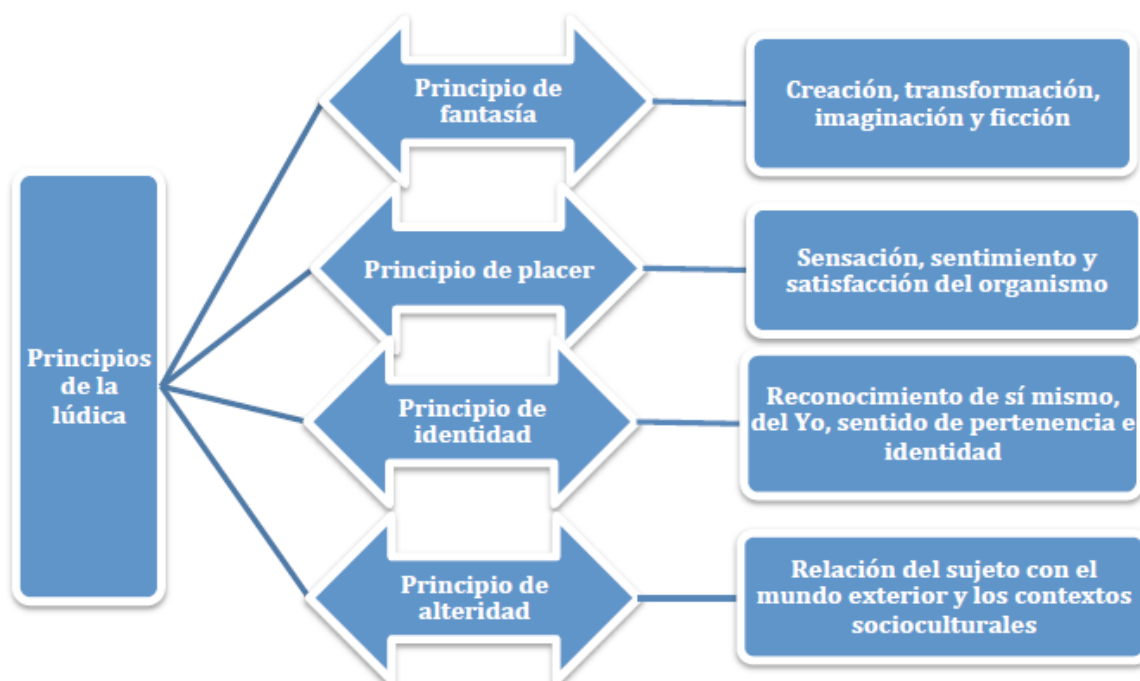 Principios
de la
lúdica
Principio de
fantasía
Creación, transformación,
imaginación y ficción
Principio de placer
Sensación, sentimiento y
satisfacción del organismo
Principio de
identidad
Reconocimiento de sí mismo,
del Yo, sentido de pertenencia e
identidad
Principio de
alteridad
Relación del sujeto con el
mundo exterior y los contextos
socioculturales